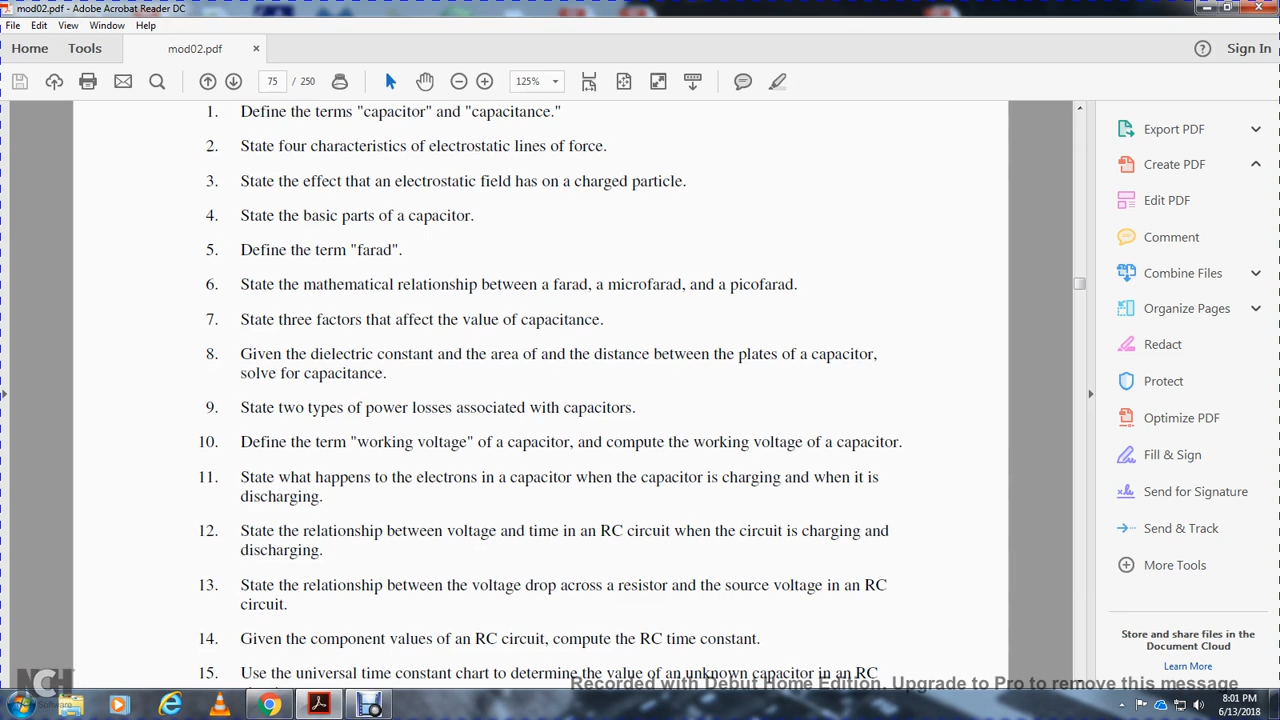 mod02.pdf - Adobe Acrobat Reader DC
File Edit View Window Help
Home Tools mod02.pdf × Sign In
75 / 250 125%
1. Define the terms "capacitor" and "capacitance."
2. State four characteristics of electrostatic lines of force.
3. State the effect that an electrostatic field has on a charged particle.
4. State the basic parts of a capacitor.
5. Define the term "farad".
6. State the mathematical relationship between a farad, a microfarad, and a picofarad.
7. State three factors that affect the value of capacitance.
8. Given the dielectric constant and the area of and the distance between the plates of a capacitor,
solve for capacitance.
9. State two types of power losses associated with capacitors.
10. Define the term "working voltage" of a capacitor, and compute the working voltage of a capacitor.
11. State what happens to the electrons in a capacitor when the capacitor is charging and when it is
discharging.
12. State the relationship between voltage and time in an RC circuit when the circuit is charging and
discharging.
13. State the relationship between the voltage drop across a resistor and the source voltage in an RC
circuit.
14. Given the component values of an RC circuit, compute the RC time constant.
15. Use the universal time constant chart to determine the value of an unknown capacitor in an RC
Export PDF
Create PDF
Edit PDF
Comment
Combine Files
Organize Pages
Redact
Protect
Optimize PDF
Fill & Sign
Send for Signature
Send & Track
More Tools
Store and share files in the
Document Cloud
Learn More
NCH
Software
Recorded with Debut Home Edition. Upgrade to Pro to remove this message
8:01 PM
6/13/2018